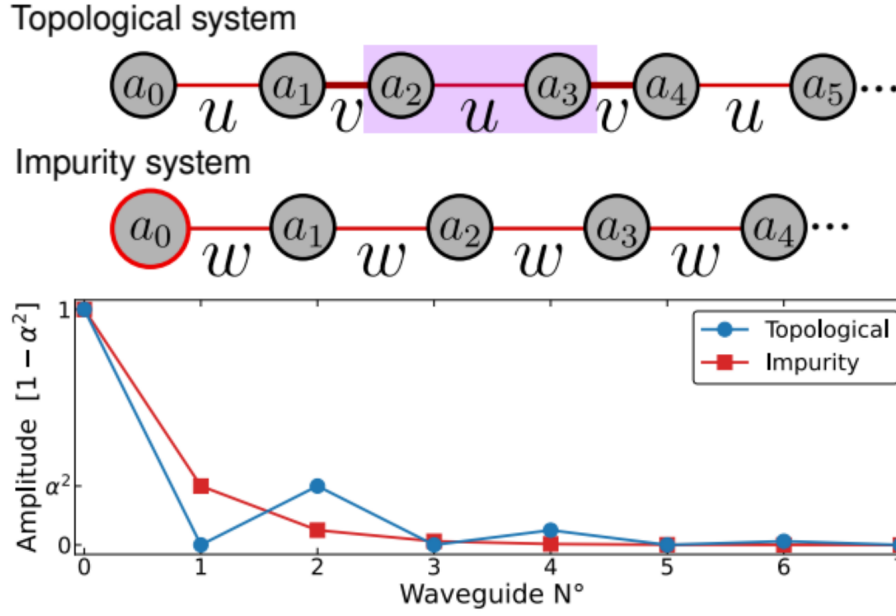 Topological system
a₀ a₁ a₂ a₃ a₄ a₅ ...
u v u v u
Impurity system
a₀ a₁ a₂ a₃ a₄ ...
w w w w
Amplitude [1 − α²]
1
α²
0
Topological
Impurity
0 1 2 3 4 5 6
Waveguide N°